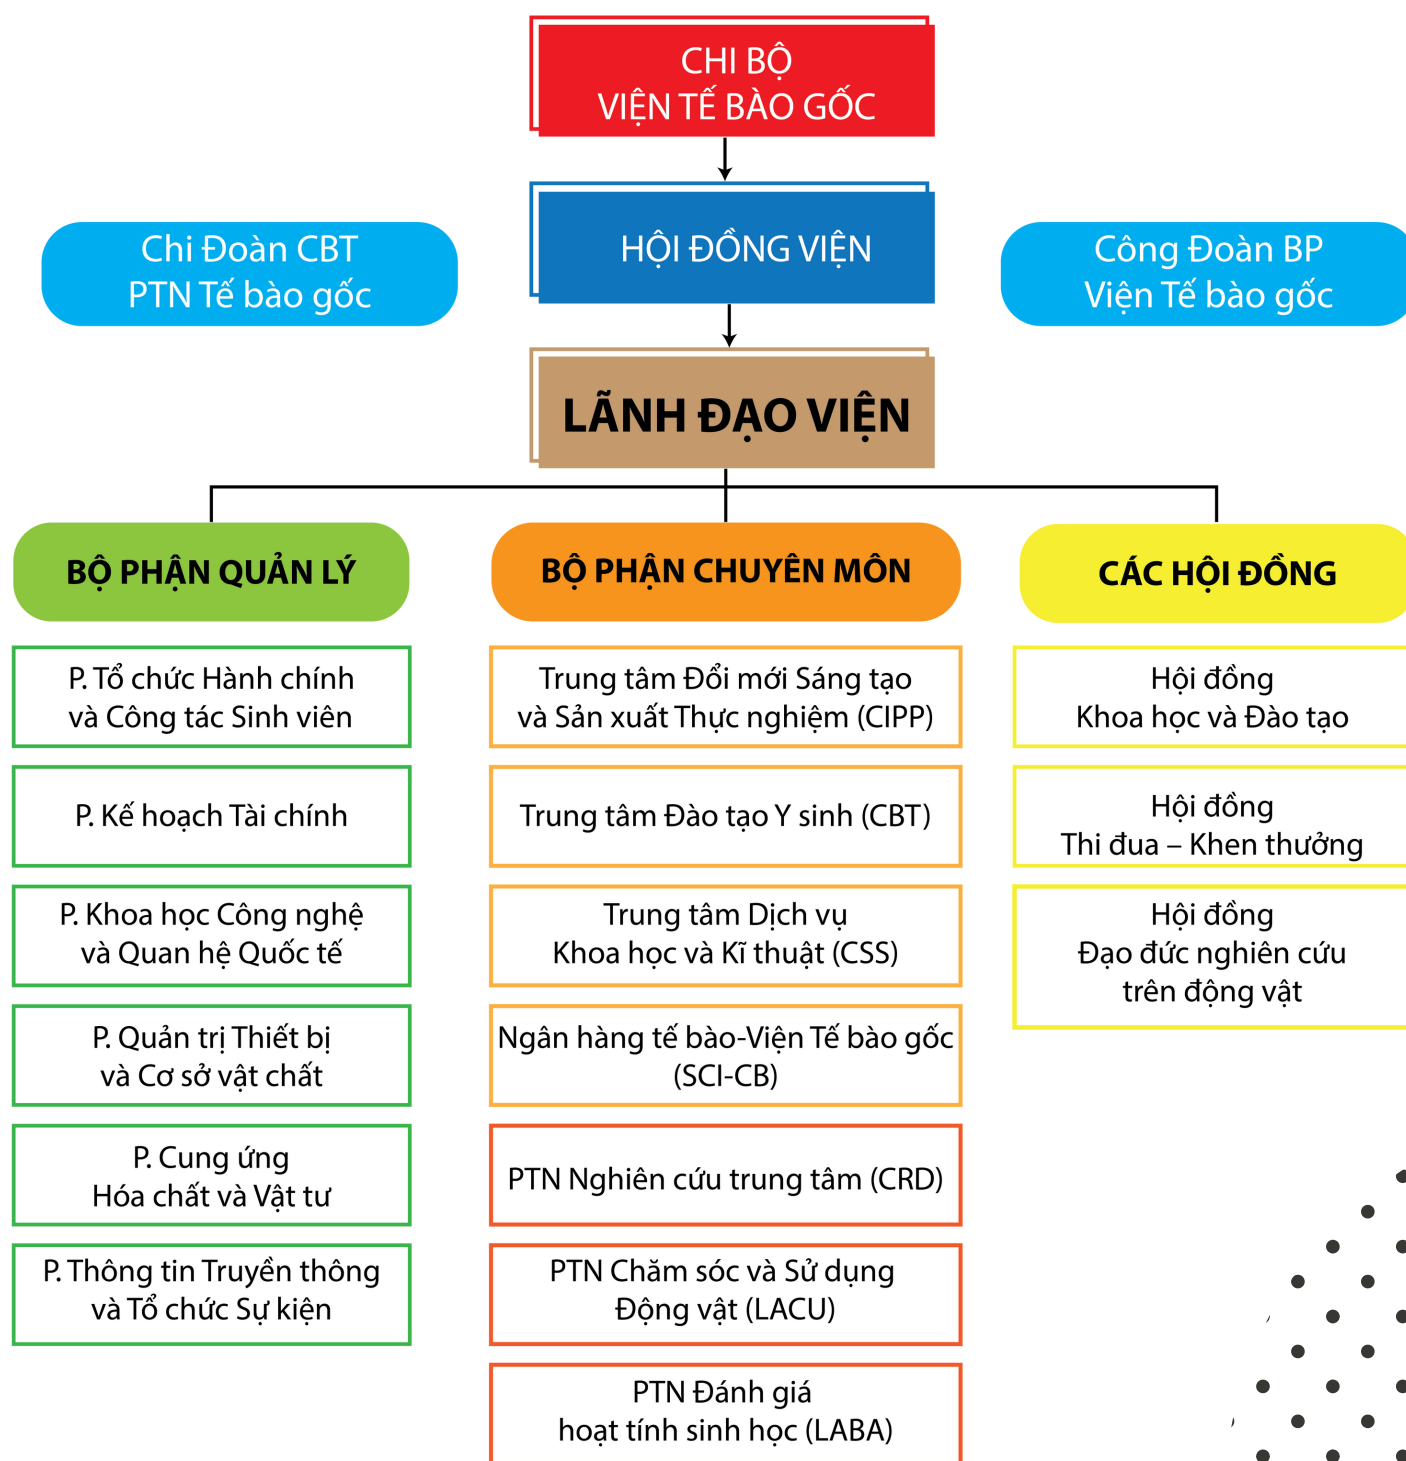 CHI BỘ
VIỆN TẾ BÀO GỐC
HỘI ĐỒNG VIỆN
Chi Đoàn CBT
PTN Tế bào gốc
Công Đoàn BP
Viện Tế bào gốc
LÃNH ĐẠO VIỆN
BỘ PHẬN QUẢN LÝ
P. Tổ chức Hành chính
và Công tác Sinh viên
P. Kế hoạch Tài chính
P. Khoa học Công nghệ
và Quan hệ Quốc tế
P. Quản trị Thiết bị
và Cơ sở vật chất
P. Cung ứng
Hóa chất và Vật tư
P. Thông tin Truyền thông
và Tổ chức Sự kiện
BỘ PHẬN CHUYÊN MÔN
Trung tâm Đổi mới Sáng tạo
và Sản xuất Thực nghiệm (CIPP)
Trung tâm Đào tạo Y sinh (CBT)
Trung tâm Dịch vụ
Khoa học và Kĩ thuật (CSS)
Ngân hàng tế bào-Viện Tế bào gốc
(SCI-CB)
PTN Nghiên cứu trung tâm (CRD)
PTN Chăm sóc và Sử dụng
Động vật (LACU)
PTN Đánh giá
hoạt tính sinh học (LABA)
CÁC HỘI ĐỒNG
Hội đồng
Khoa học và Đào tạo
Hội đồng
Thi đua – Khen thưởng
Hội đồng
Đạo đức nghiên cứu
trên động vật